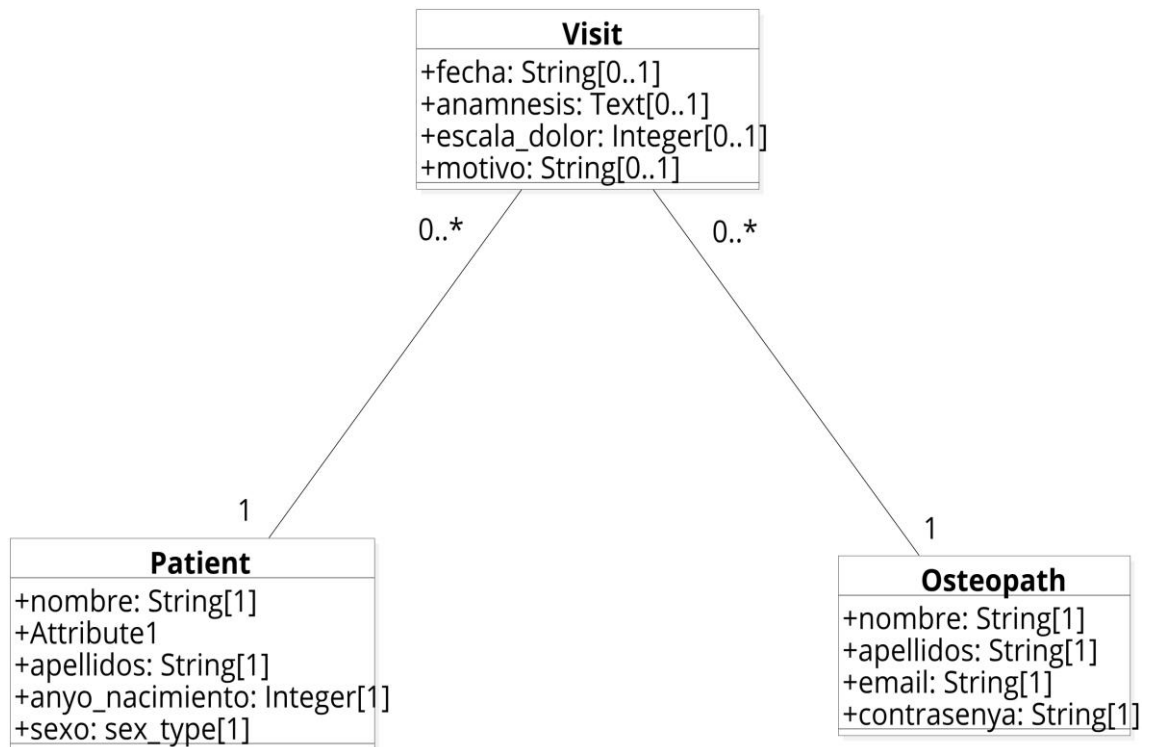 Visit
+fecha: String[0..1]
+anamnesis: Text[0..1]
+escala_dolor: Integer[0..1]
+motivo: String[0..1]
0..*
0..*
1
1
Patient
+nombre: String[1]
+Attribute1
+apellidos: String[1]
+anyo_nacimiento: Integer[1]
+sexo: sex_type[1]
Osteopath
+nombre: String[1]
+apellidos: String[1]
+email: String[1]
+contrasenya: String[1]